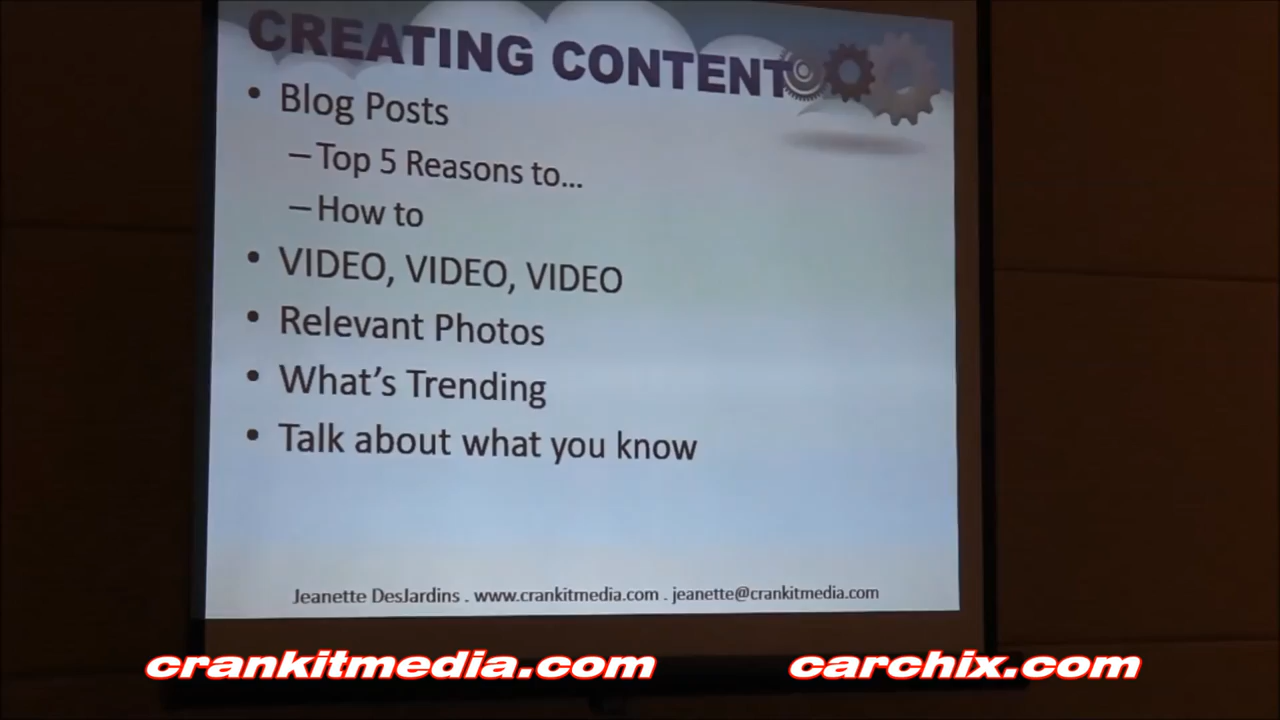 CREATING CONTENT
• Blog Posts
–Top 5 Reasons to...
–How to
• VIDEO, VIDEO, VIDEO
• Relevant Photos
• What's Trending
• Talk about what you know
Jeanette DesJardins . www.crankitmedia.com . jeanette@crankitmedia.com
crankitmedia.com carchix.com